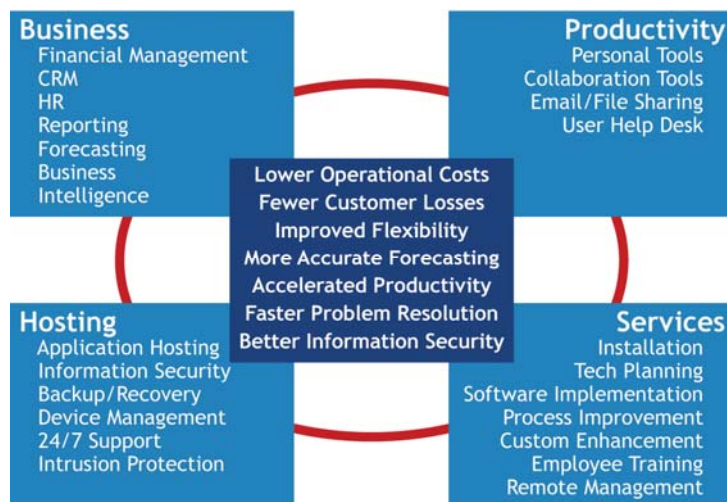 Business
Financial Management
CRM
HR
Reporting
Forecasting
Business
Intelligence
Productivity
Personal Tools
Collaboration Tools
Email/File Sharing
User Help Desk
Lower Operational Costs
Fewer Customer Losses
Improved Flexibility
More Accurate Forecasting
Accelerated Productivity
Faster Problem Resolution
Better Information Security
Hosting
Application Hosting
Information Security
Backup/Recovery
Device Management
24/7 Support
Intrusion Protection
Services
Installation
Tech Planning
Software Implementation
Process Improvement
Custom Enhancement
Employee Training
Remote Management